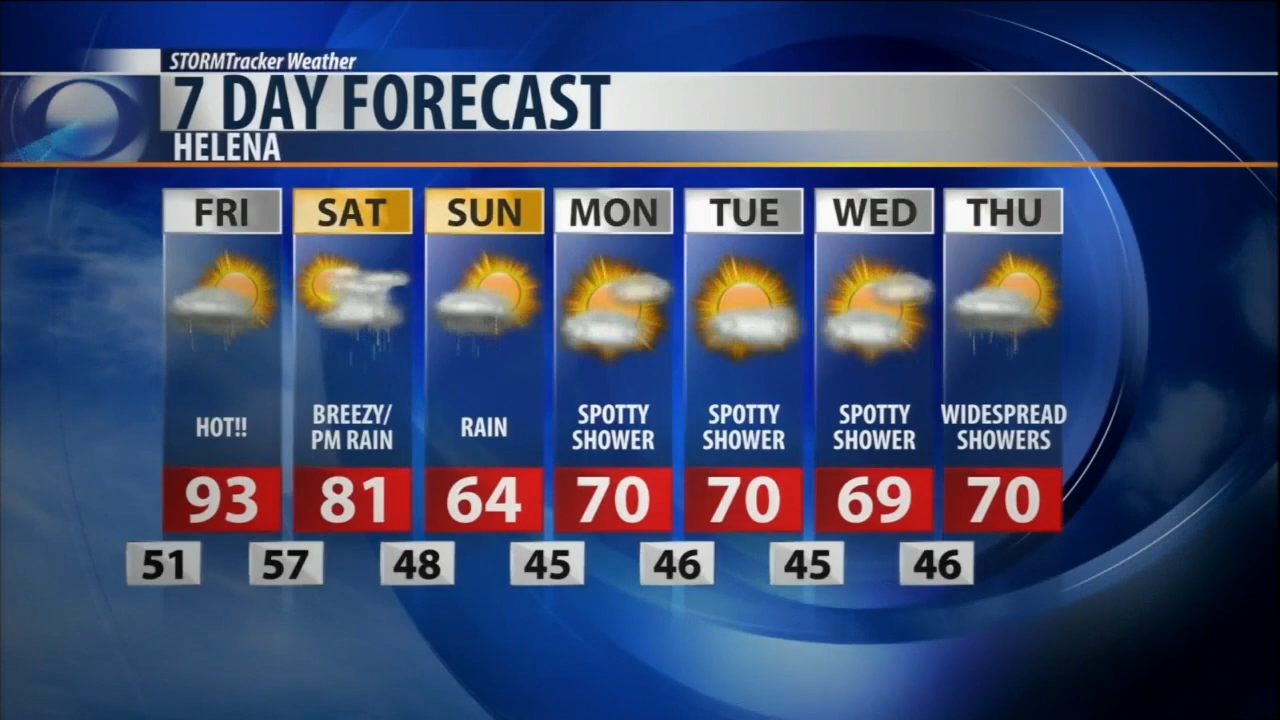 STORMTracker Weather
7 DAY FORECAST
HELENA
FRI SAT SUN MON TUE WED THU
HOT!! BREEZY/ PM RAIN RAIN SPOTTY SHOWER SPOTTY SHOWER SPOTTY SHOWER WIDESPREAD SHOWERS
93 81 64 70 70 69 70
51 57 48 45 46 45 46